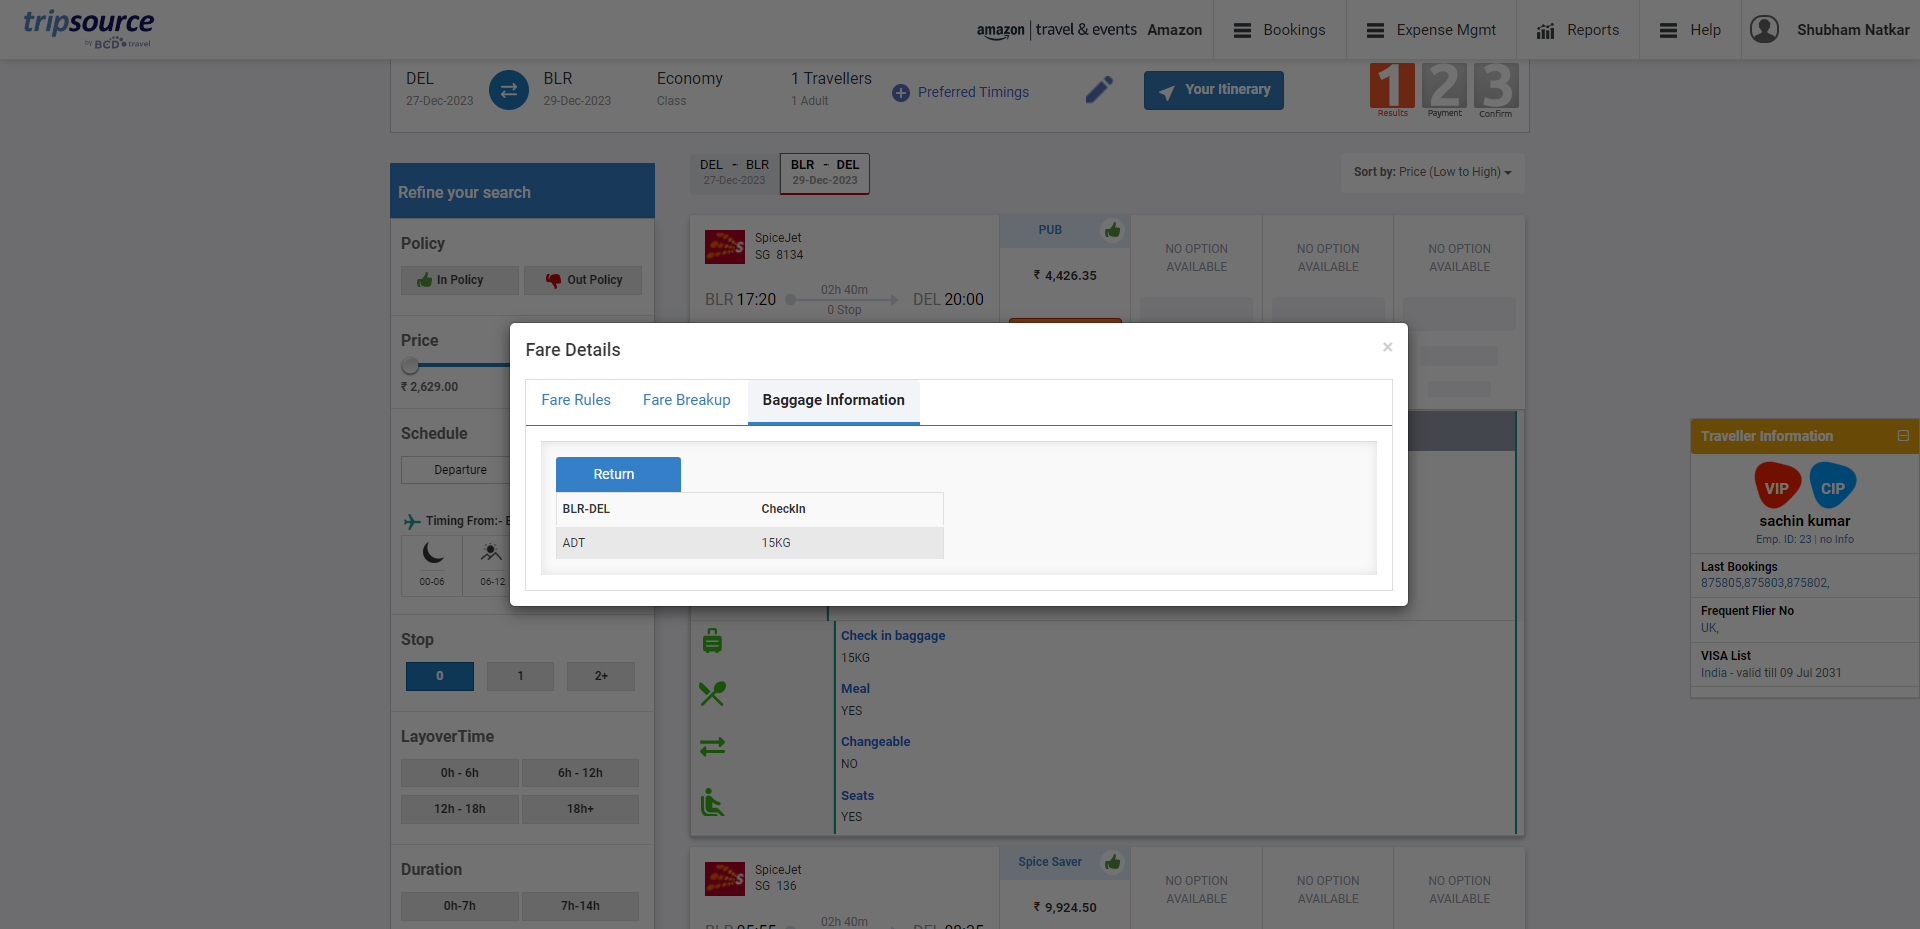 tripsource
by BCD travel
amazon | travel & events Amazon
Bookings
Expense Mgmt
Reports
Help
Shubham Natkar
DEL
27-Dec-2023
BLR
29-Dec-2023
Economy
Class
1 Travellers
1 Adult
Preferred Timings
Your Itinerary
1 2 3
Results Payment Confirm
DEL - BLR
27-Dec-2023
BLR - DEL
29-Dec-2023
Sort by: Price (Low to High)
Refine your search
Policy
In Policy
Out Policy
Price
₹ 2,629.00
Schedule
Departure
Timing From:-
00-06
06-12
Stop
0
1
2+
LayoverTime
0h - 6h
6h - 12h
12h - 18h
18h+
Duration
0h-7h
7h-14h
SpiceJet
SG 8134
BLR 17:20
02h 40m
0 Stop
DEL 20:00
PUB
₹ 4,426.35
NO OPTION
AVAILABLE
NO OPTION
AVAILABLE
NO OPTION
AVAILABLE
Fare Details
×
Fare Rules
Fare Breakup
Baggage Information
Return
BLR-DEL CheckIn
ADT 15KG
Check in baggage
15KG
Meal
YES
Changeable
NO
Seats
YES
SpiceJet
SG 136
02h 40m
Spice Saver
₹ 9,924.50
NO OPTION
AVAILABLE
NO OPTION
AVAILABLE
NO OPTION
AVAILABLE
Traveller Information
VIP
CIP
sachin kumar
Emp. ID: 23 | no Info
Last Bookings
875805,875803,875802,
Frequent Flier No
UK,
VISA List
India - valid till 09 Jul 2031